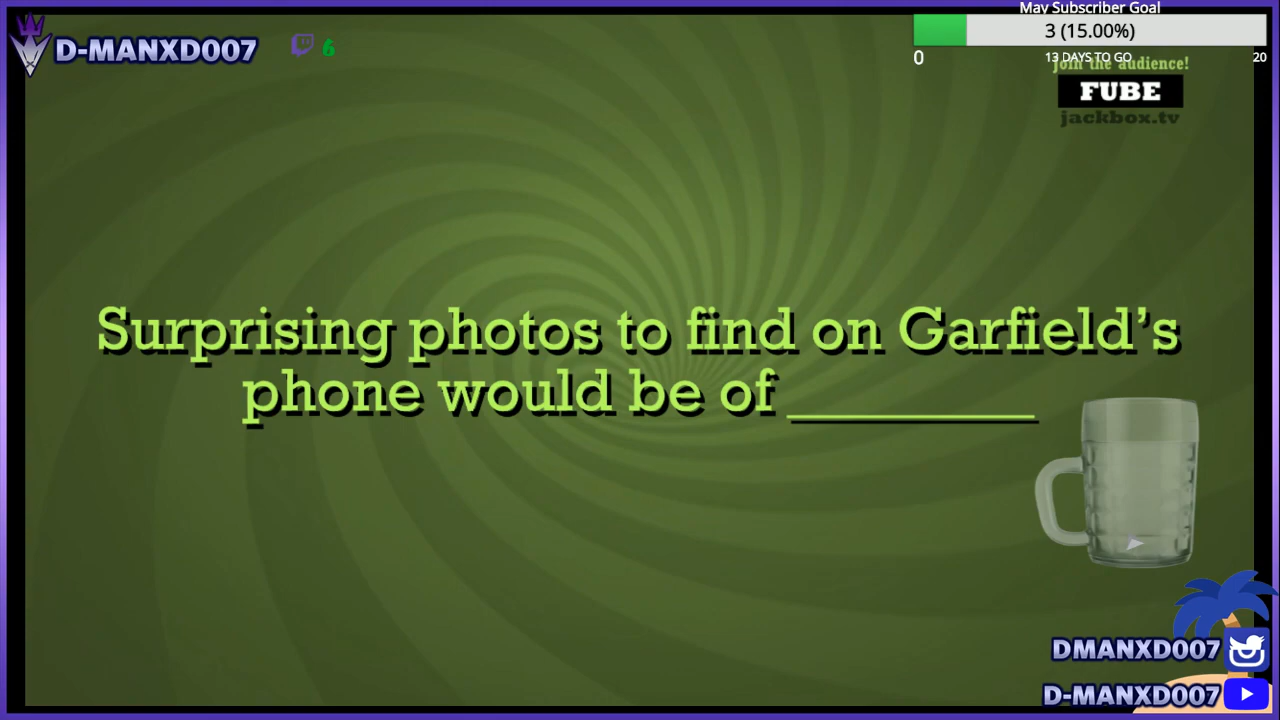 May Subscriber Goal
D-MANXD007
6
3 (15.00%)
0
13 DAYS TO GO
20
Join the audience!
FUBE
jackbox.tv
Surprising photos to find on Garfield's
phone would be of __________
DMANXD007
D-MANXD007